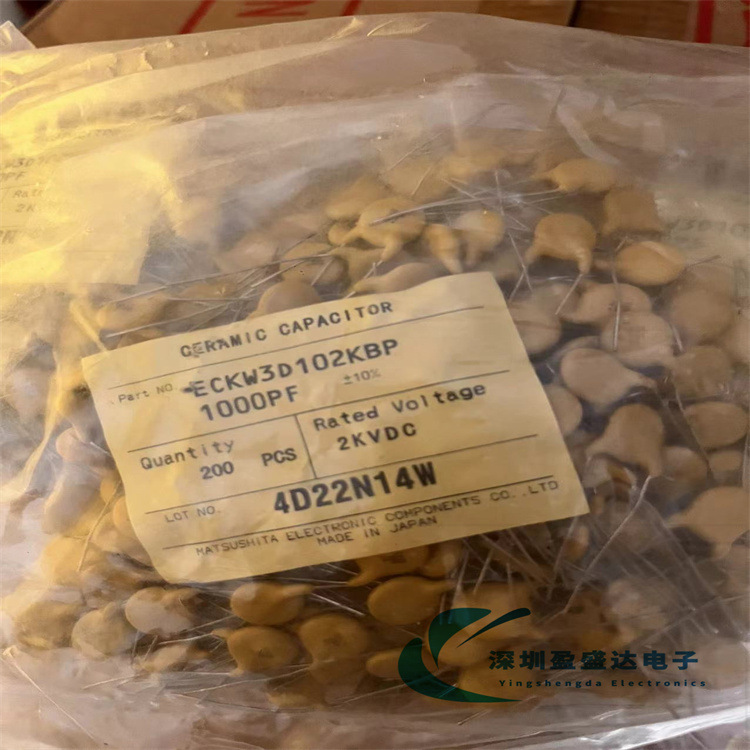 CERAMIC CAPACITOR
Part NO. ECKW3D102KBP
1000PF ±10%
Quantity
200 PCS
Rated Voltage
2KVDC
LOT NO. 4D22N14W
MATSUSHITA ELECTRONIC COMPONENTS CO.,LTD
MADE IN JAPAN
深圳盈盛达电子
Yingshengda Electronics